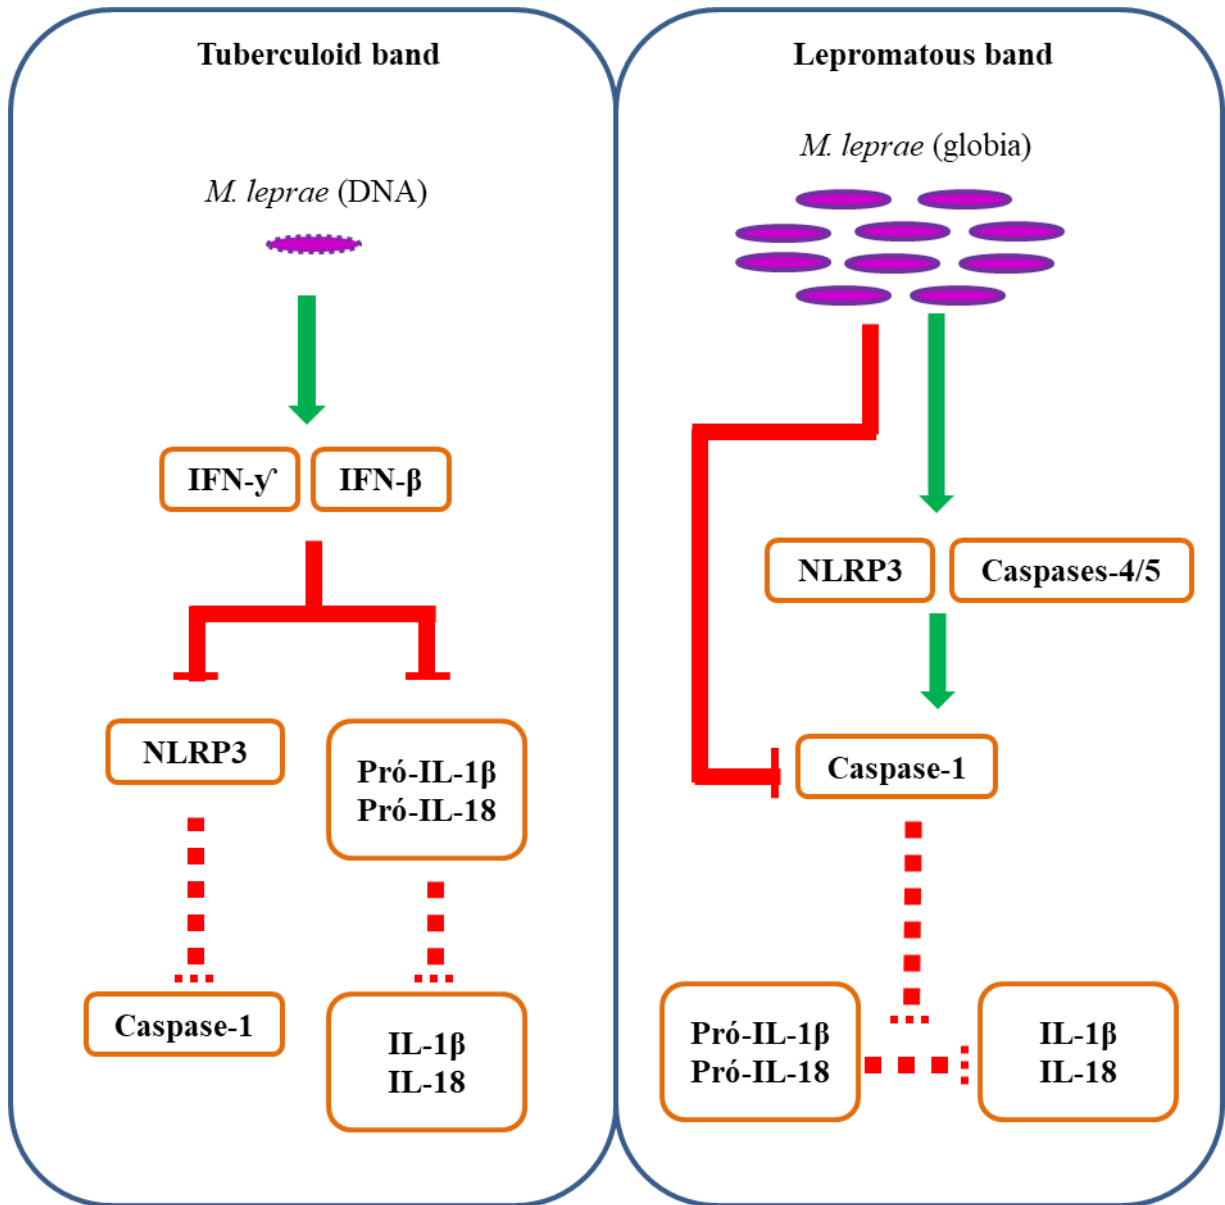 Tuberculoid band
M. leprae (DNA)
IFN-γ
IFN-β
NLRP3
Pró-IL-1β
Pró-IL-18
Caspase-1
IL-1β
IL-18
Lepromatous band
M. leprae (globia)
NLRP3
Caspases-4/5
Caspase-1
Pró-IL-1β
Pró-IL-18
IL-1β
IL-18